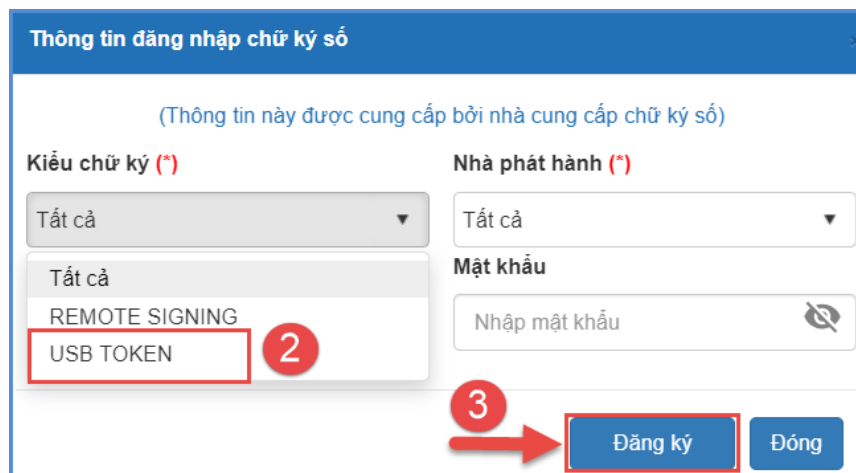 Thông tin đăng nhập chữ ký số
×
(Thông tin này được cung cấp bởi nhà cung cấp chữ ký số)
Kiểu chữ ký (*)
Nhà phát hành (*)
Tất cả
Tất cả
Tất cả
REMOTE SIGNING
USB TOKEN
2
Mật khẩu
Nhập mật khẩu
3
Đăng ký
Đóng